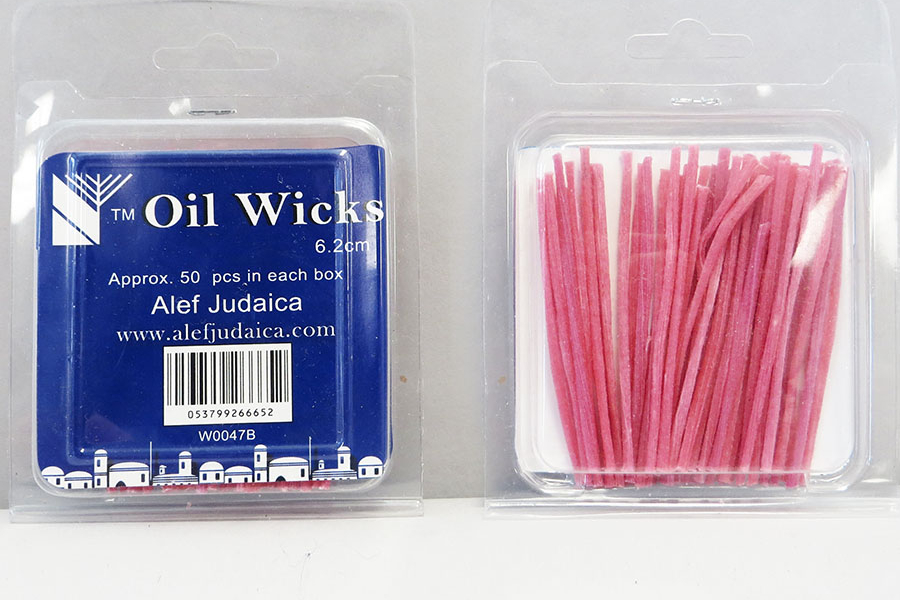 TM Oil Wicks
6.2cm
Approx. 50 pcs in each box
Alef Judaica
www.alefjudaica.com
053799266652
W0047B